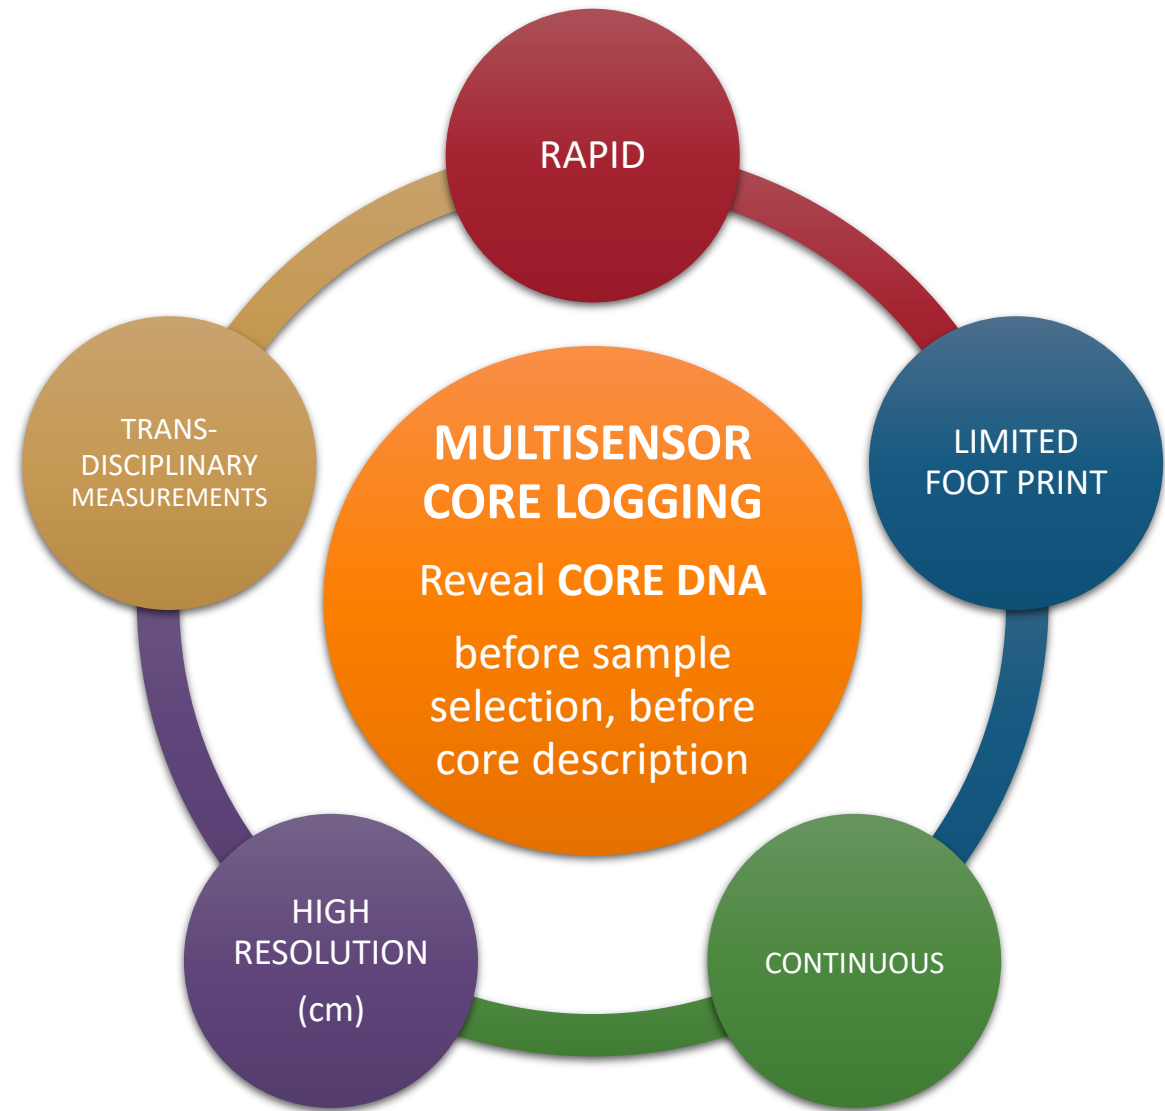 RAPID
TRANS-
DISCIPLINARY
MEASUREMENTS
MULTISENSOR
CORE LOGGING
Reveal CORE DNA
before sample
selection, before
core description
LIMITED
FOOT PRINT
HIGH
RESOLUTION
(cm)
CONTINUOUS